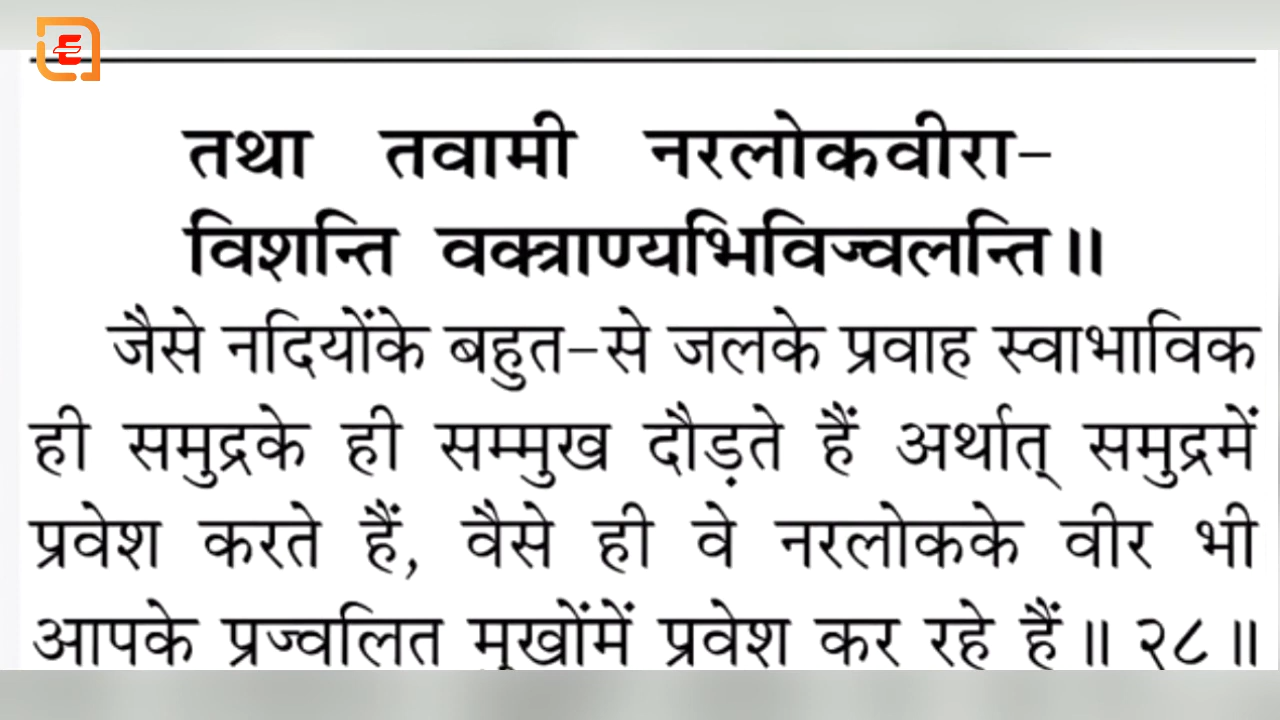 तथा तवामी नरलोकवीरा-
विशन्ति वक्त्राण्यभिविज्वलन्ति॥
जैसे नदियोंके बहुत-से जलके प्रवाह स्वाभाविक
ही समुद्रके ही सम्मुख दौड़ते हैं अर्थात् समुद्रमें
प्रवेश करते हैं, वैसे ही वे नरलोकके वीर भी
आपके प्रज्वलित मुखोंमें प्रवेश कर रहे हैं॥ २८॥